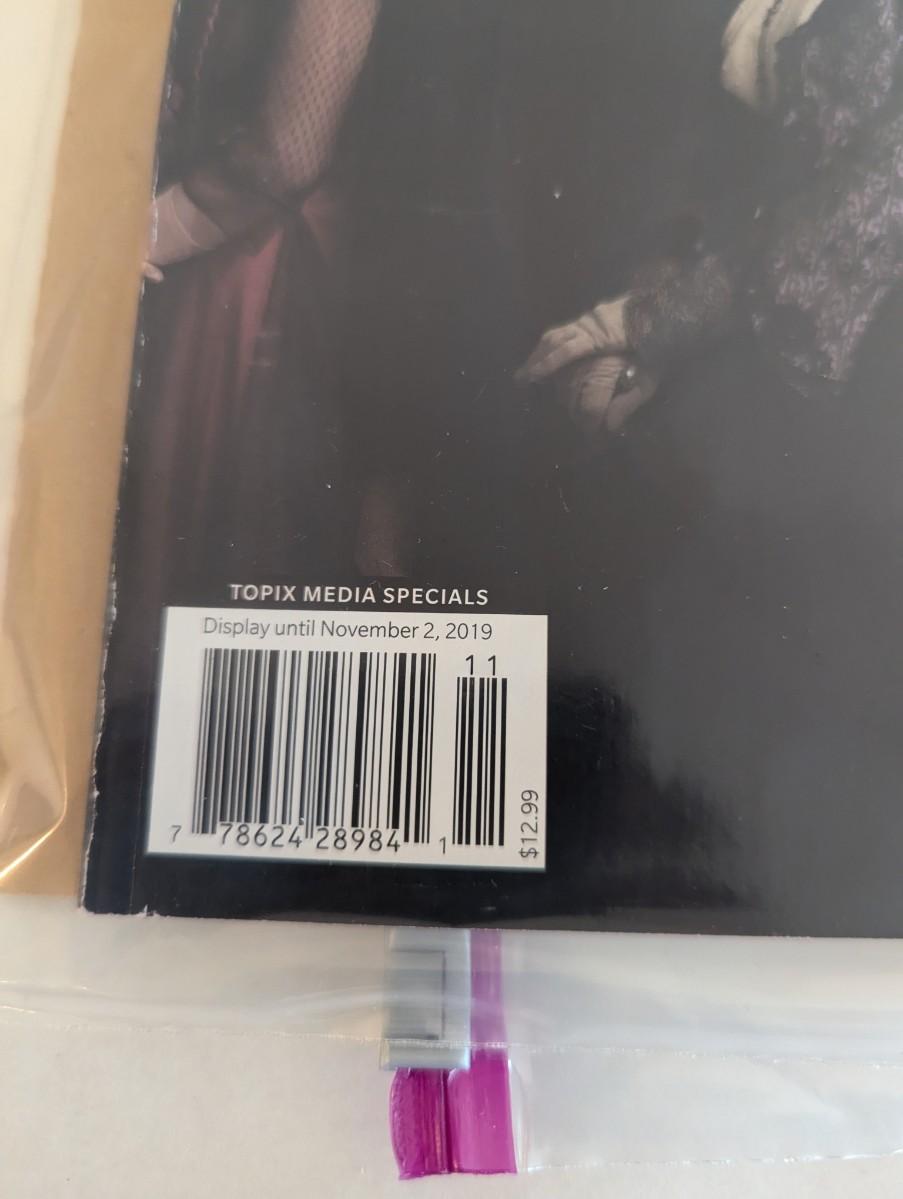 TOPIX MEDIA SPECIALS
Display until November 2, 2019
11
7 78624 28984 1
$12.99